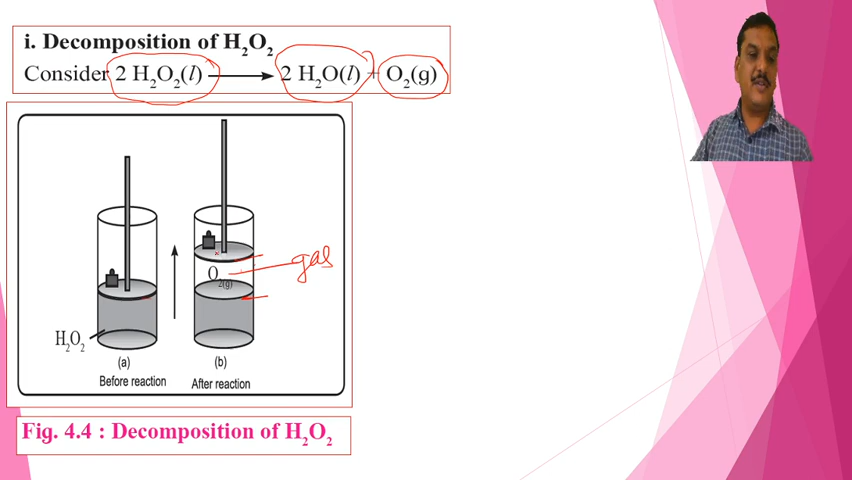 i. Decomposition of H₂O₂
Consider 2 H₂O₂(l) ⟶ 2 H₂O(l) + O₂(g)
gas
O₂(g)
H₂O₂
(a) (b)
Before reaction After reaction
Fig. 4.4 : Decomposition of H₂O₂